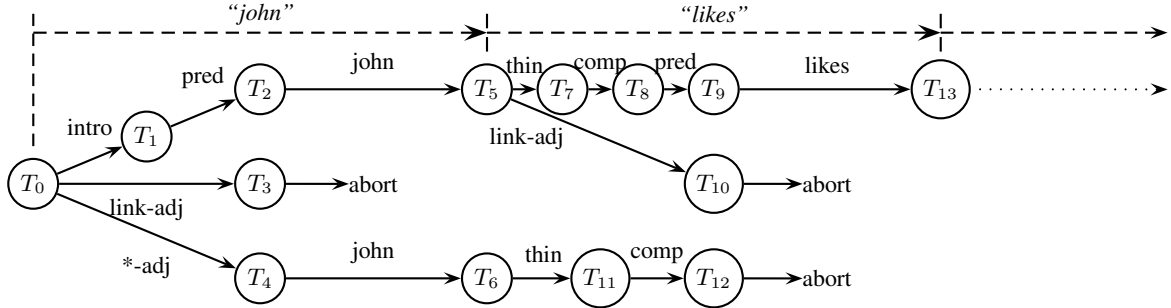 “john” “likes”
john thin comp pred likes
pred
T2 T5 T7 T8 T9 T13
intro
T1
link-adj
T0 T3 abort T10 abort
link-adj
*-adj
john thin comp
T4 T6 T11 T12 abort